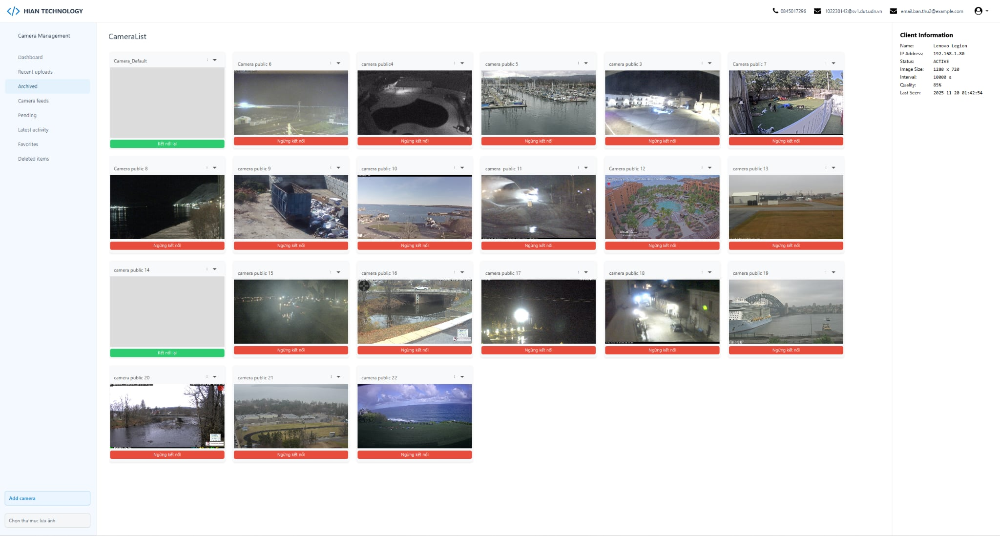 HIAN TECHNOLOGY
0845017296 102230142@sv1.dut.udn.vn email.ban.thu2@example.com
Camera Management
Dashboard
Recent uploads
Archived
Camera feeds
Pending
Latest activity
Favorites
Deleted items
Add camera
Chọn thư mục lưu ảnh
CameraList
Camera_Default
Kết nối lại
Camera public 6
Ngừng kết nối
camera public4
Ngừng kết nối
camera public 5
Ngừng kết nối
camera public 3
Ngừng kết nối
Camera public 7
Ngừng kết nối
Camera public 8
Ngừng kết nối
camera public 9
Ngừng kết nối
camera public 10
Ngừng kết nối
camera public 11
Ngừng kết nối
Camera public 12
Ngừng kết nối
camera public 13
Ngừng kết nối
camera public 14
Kết nối lại
camera public 15
Ngừng kết nối
camera public 16
Ngừng kết nối
camera public 17
Ngừng kết nối
camera public 18
Ngừng kết nối
camera public 19
Ngừng kết nối
camera public 20
Ngừng kết nối
camera public 21
Ngừng kết nối
camera public 22
Ngừng kết nối
Client Information
Name: Lenovo Legion
IP Address: 192.168.1.80
Status: ACTIVE
Image Size: 1280 x 720
Interval: 10000 s
Quality: 85%
Last Seen: 2025-11-20 01:42:54